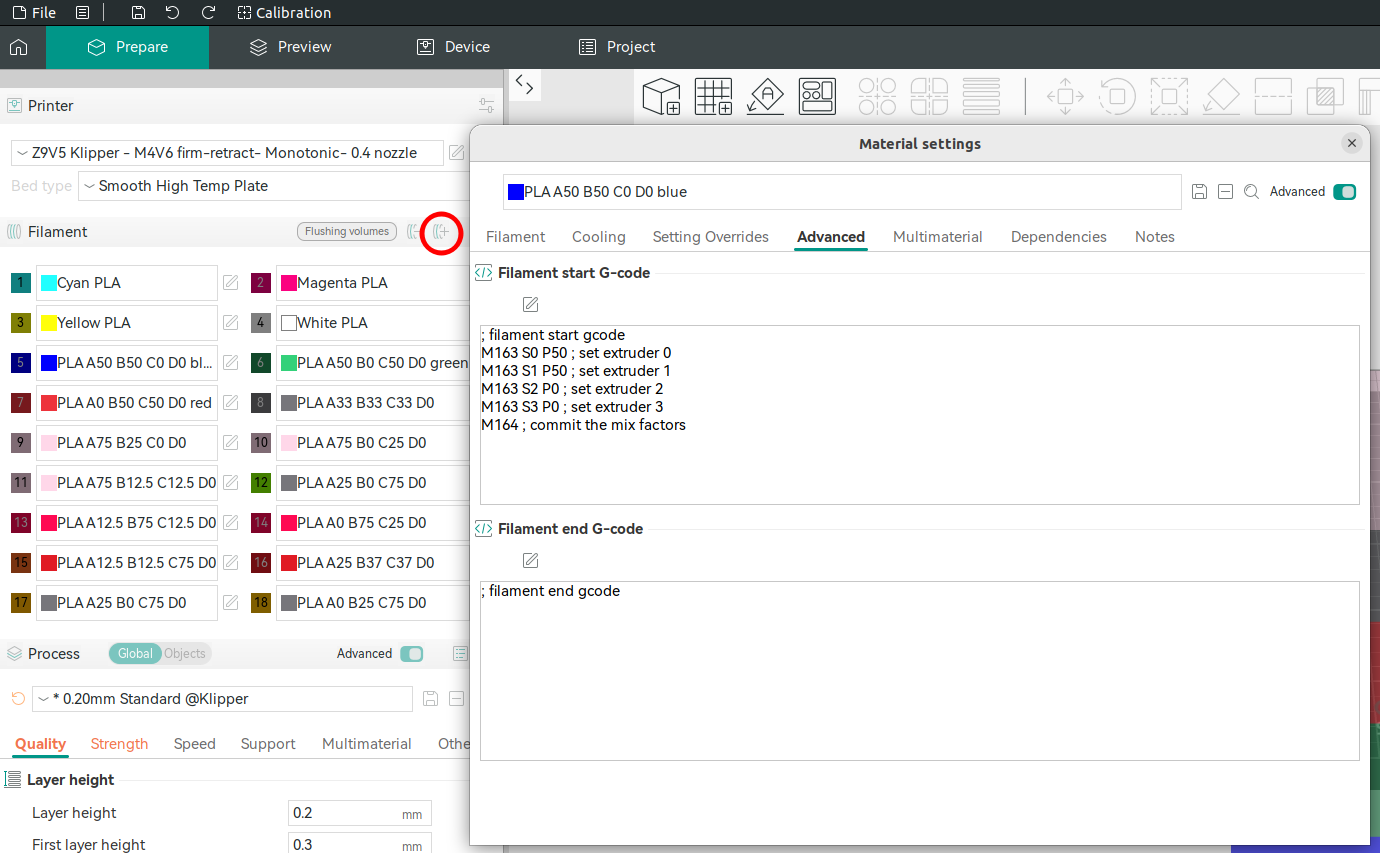 File
Calibration
Prepare
Preview
Device
Project
Printer
Z9V5 Klipper - M4V6 firm-retract- Monotonic- 0.4 nozzle
Bed type
Smooth High Temp Plate
Filament
Flushing volumes
1 Cyan PLA
2 Magenta PLA
3 Yellow PLA
4 White PLA
5 PLA A50 B50 C0 D0 bl...
6 PLA A50 B0 C50 D0 green
7 PLA A0 B50 C50 D0 red
8 PLA A33 B33 C33 D0
9 PLA A75 B25 C0 D0
10 PLA A75 B0 C25 D0
11 PLA A75 B12.5 C12.5 D0
12 PLA A25 B0 C75 D0
13 PLA A12.5 B75 C12.5 D0
14 PLA A0 B75 C25 D0
15 PLA A12.5 B12.5 C75 D0
16 PLA A25 B37 C37 D0
17 PLA A25 B0 C75 D0
18 PLA A0 B25 C75 D0
Process
Global
Objects
Advanced
* 0.20mm Standard @Klipper
Quality
Strength
Speed
Support
Multimaterial
Othe
Layer height
Layer height
0.2
mm
First layer height
0.3
mm
Material settings
PLA A50 B50 C0 D0 blue
Advanced
Filament
Cooling
Setting Overrides
Advanced
Multimaterial
Dependencies
Notes
Filament start G-code
; filament start gcode
M163 S0 P50 ; set extruder 0
M163 S1 P50 ; set extruder 1
M163 S2 P0 ; set extruder 2
M163 S3 P0 ; set extruder 3
M164 ; commit the mix factors
Filament end G-code
; filament end gcode